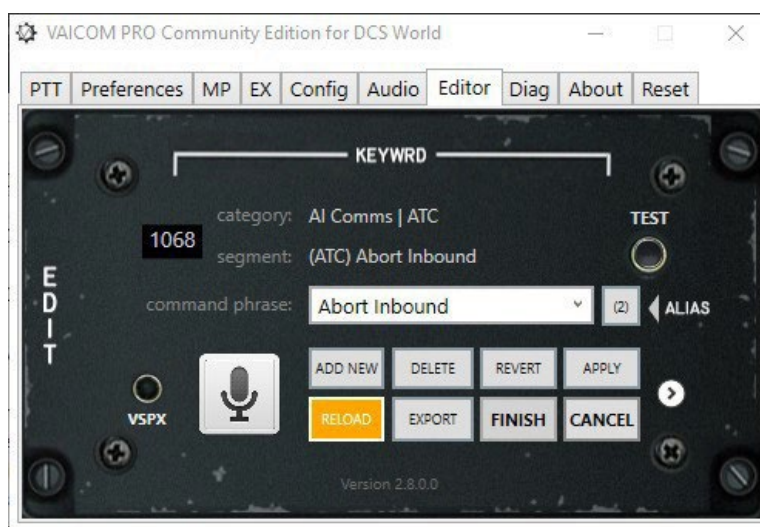 VAICOM PRO Community Edition for DCS World
PTT Preferences MP EX Config Audio Editor Diag About Reset
KEYWRD
category: AI Comms | ATC
TEST
1068
segment: (ATC) Abort Inbound
EDIT
command phrase: Abort Inbound (2) ALIAS
ADD NEW DELETE REVERT APPLY
VSPX
RELOAD EXPORT FINISH CANCEL
Version 2.8.0.0